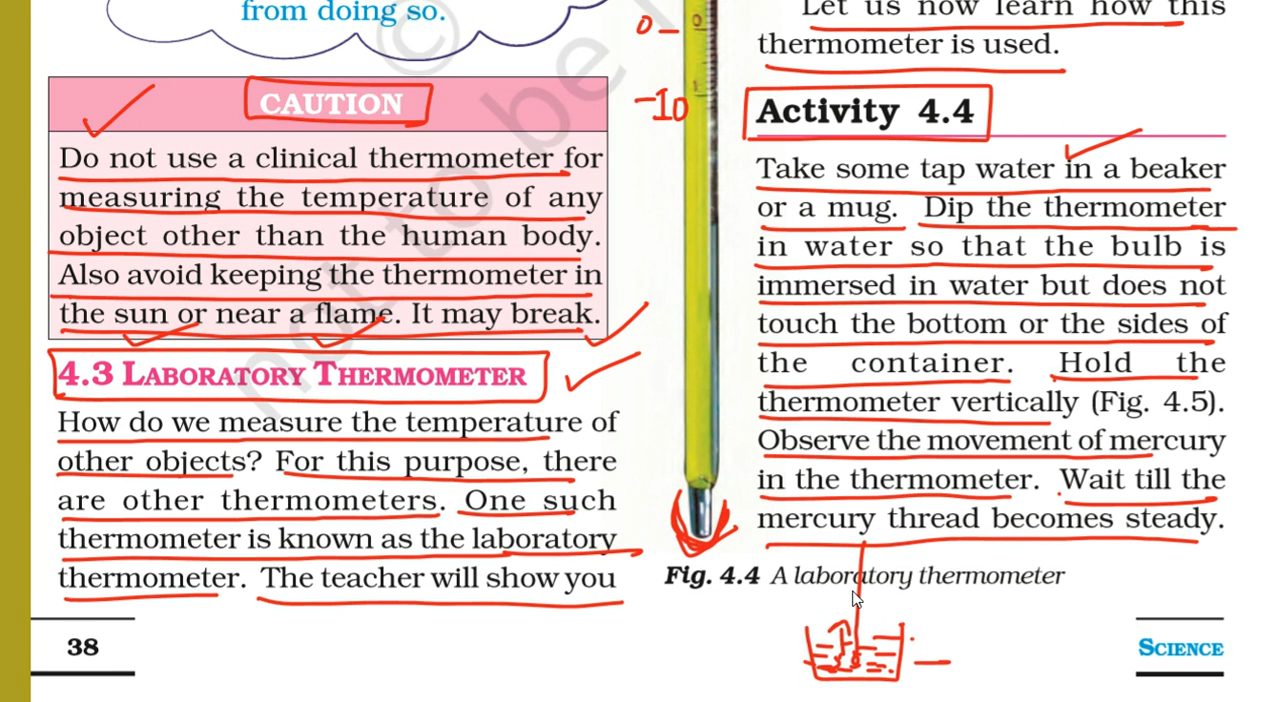 from doing so.
CAUTION
Do not use a clinical thermometer for
measuring the temperature of any
object other than the human body.
Also avoid keeping the thermometer in
the sun or near a flame. It may break.
4.3 LABORATORY THERMOMETER
How do we measure the temperature of
other objects? For this purpose, there
are other thermometers. One such
thermometer is known as the laboratory
thermometer. The teacher will show you
38
© not to be
0
0
-10
1
Fig. 4.4 A laboratory thermometer
Let us now learn how this
thermometer is used.
Activity 4.4
Take some tap water in a beaker
or a mug. Dip the thermometer
in water so that the bulb is
immersed in water but does not
touch the bottom or the sides of
the container. Hold the
thermometer vertically (Fig. 4.5).
Observe the movement of mercury
in the thermometer. Wait till the
mercury thread becomes steady.
SCIENCE